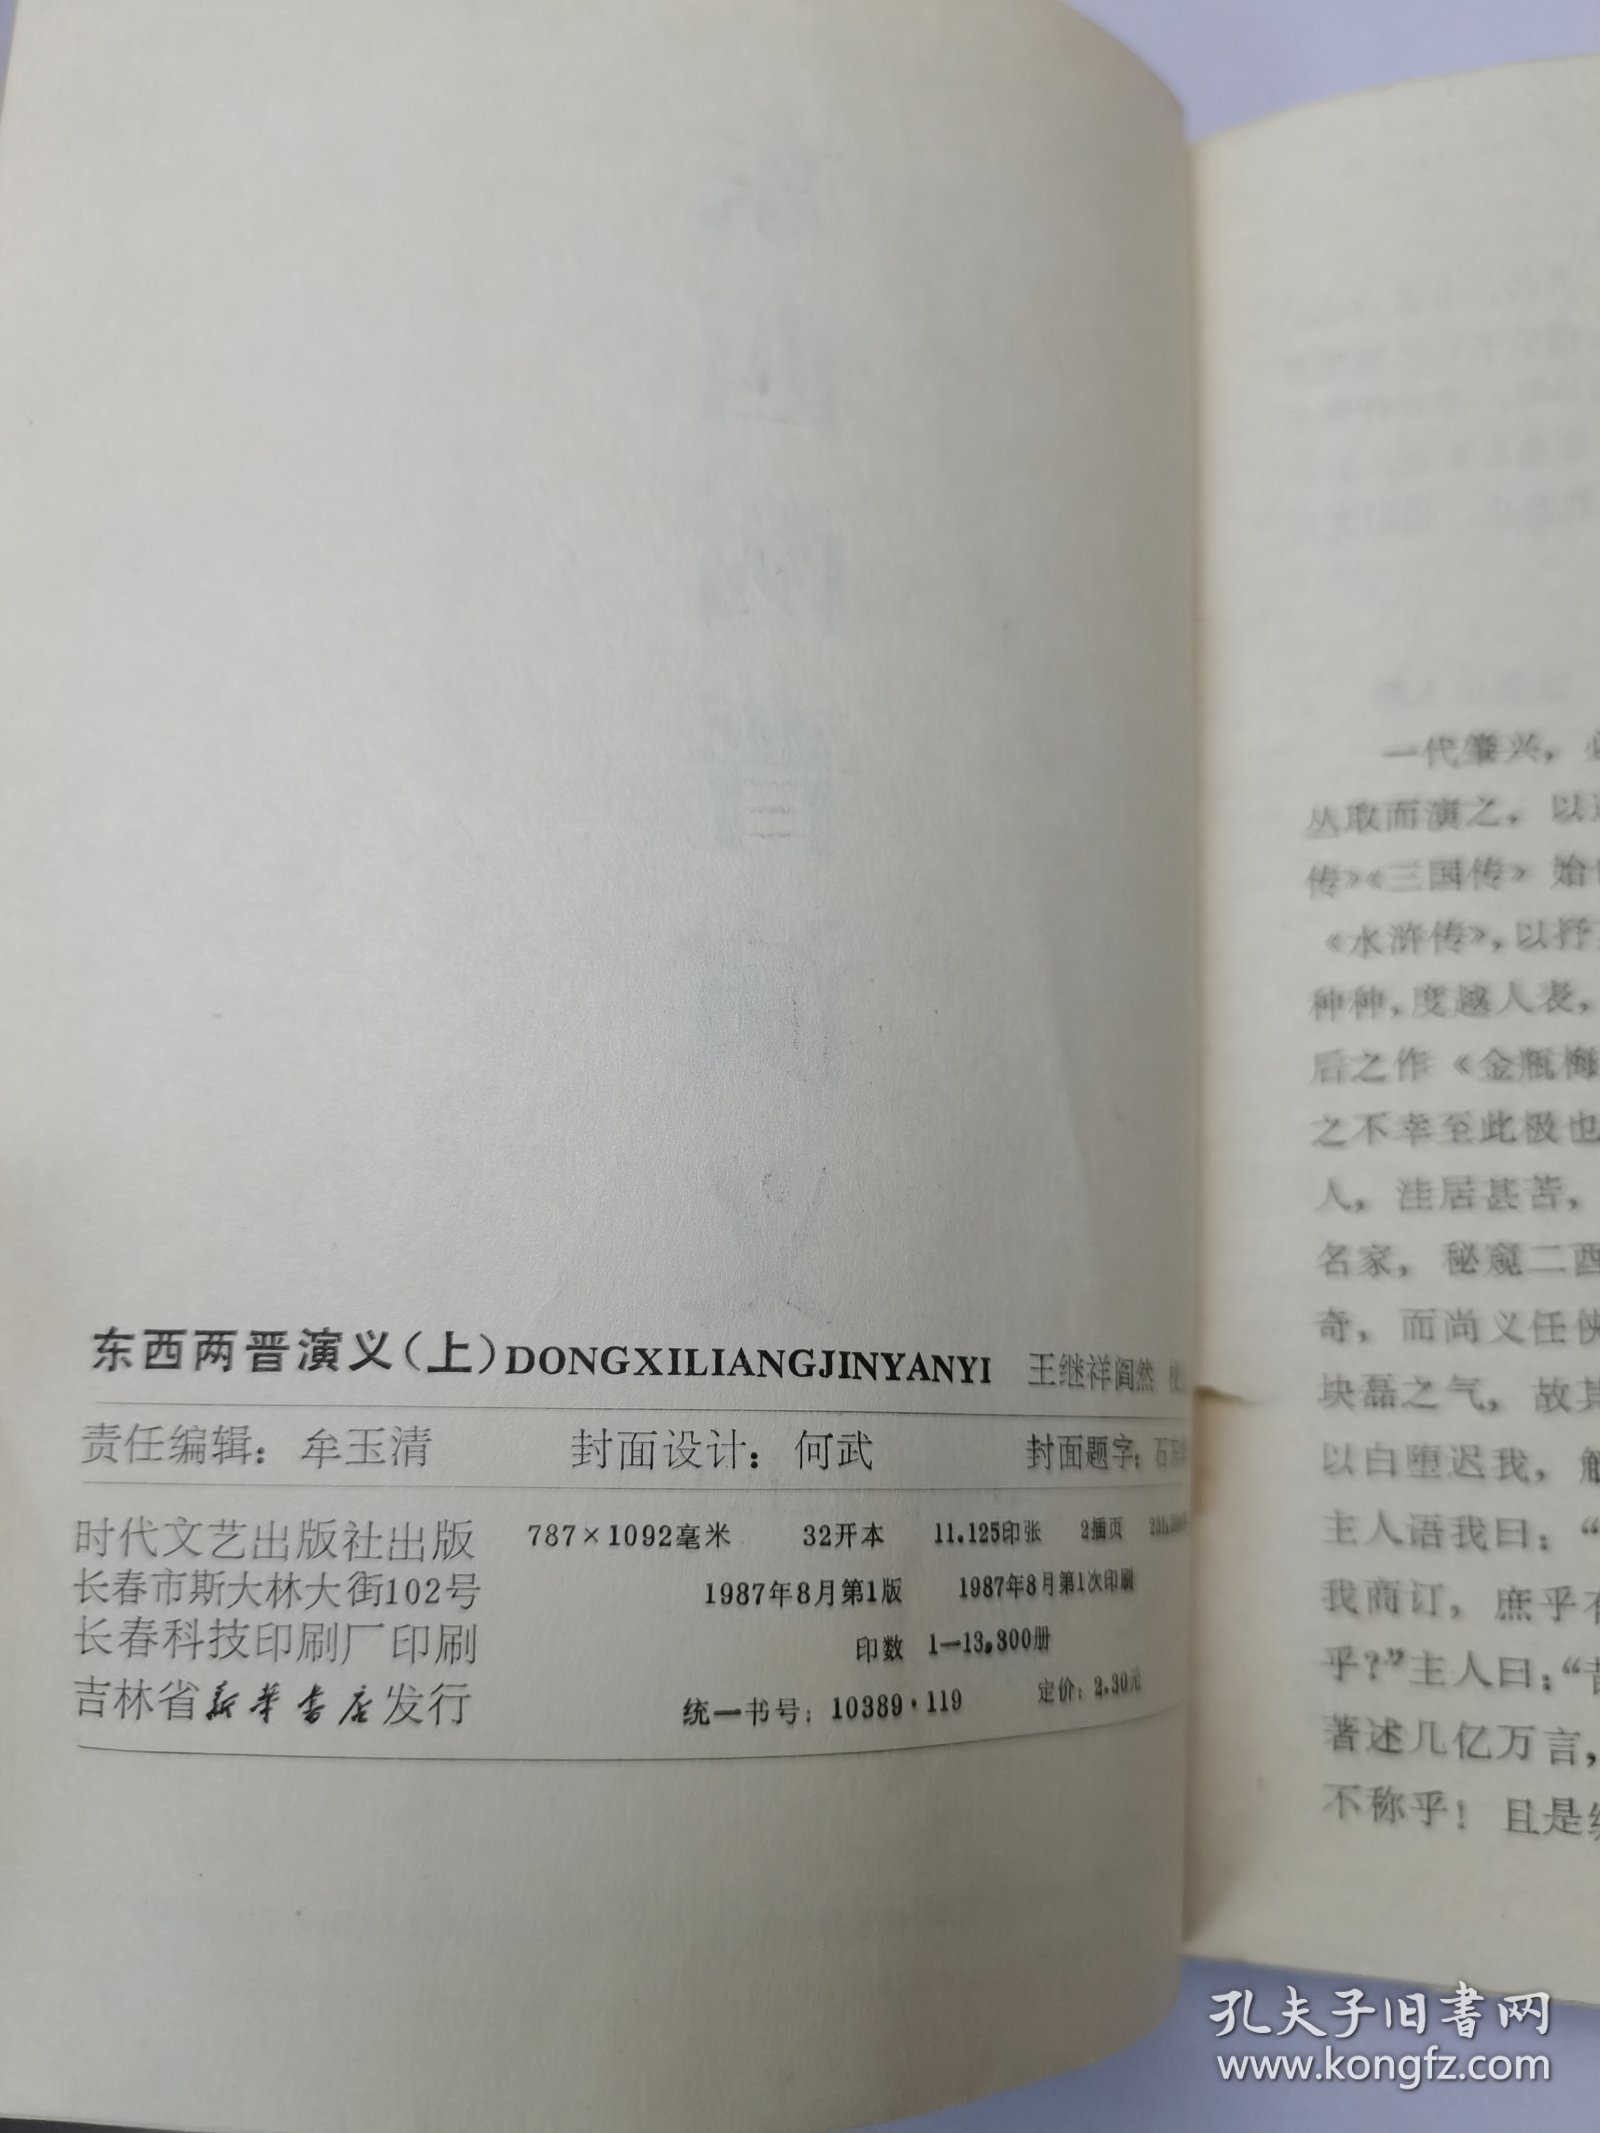 东西两晋演义（上）DONGXILIANGJINYANYI 王继祥阎然
责任编辑：牟玉清 封面设计：何武 封面题字：石
时代文艺出版社出版 787×1092毫米 32开本 11.125印张 2插页
长春市斯大林大街102号 1987年8月第1版 1987年8月第1次印刷
长春科技印刷厂印刷 印数 1—13,300册
吉林省新华书店发行 统一书号：10389·119 定价：2.30元
一代肇兴，
丛取而演之，以
传》《三国传》始
《水浒传》，以抒
种种，度越人表，
后之作《金瓶梅
之不幸至此极也
人，洼居甚苦，
名家，秘窥二酉
奇，而尚义任侠
块磊之气，故其
以白堕迟我，
主人语我曰：“
我商订，庶乎
乎？”主人曰：“昔
著述几亿万言，
不称乎！且是
孔夫子旧书网
www.kongfz.com